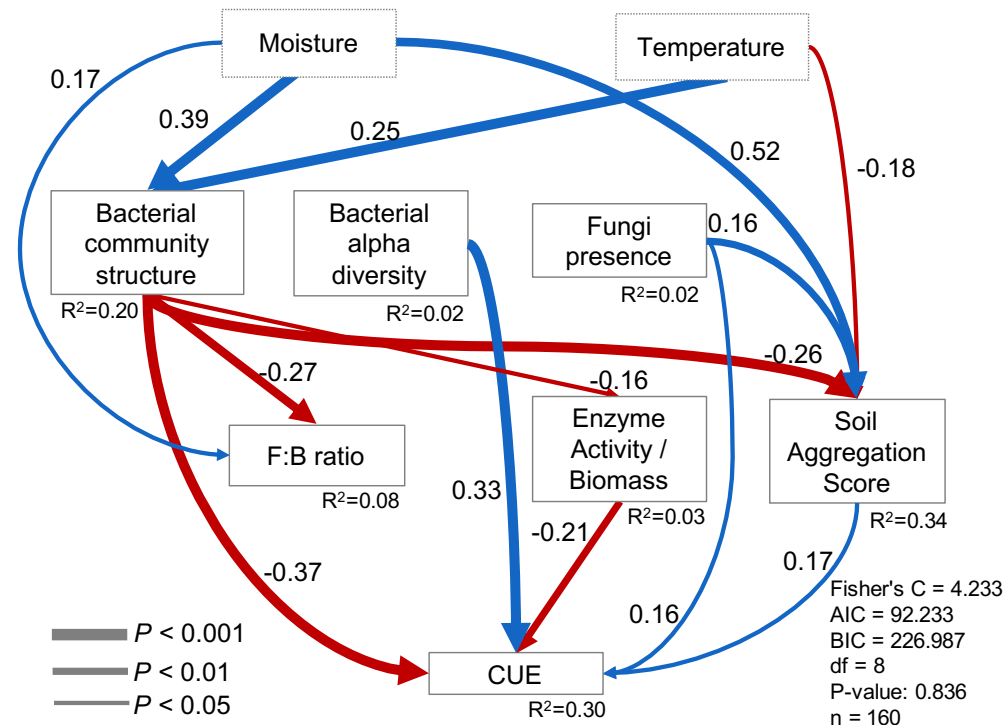 Moisture
Temperature
0.17
0.39
0.25
0.52
-0.18
Bacterial
community
structure
R²=0.20
Bacterial
alpha
diversity
R²=0.02
Fungi
presence
R²=0.02
0.16
-0.27
-0.16
-0.26
F:B ratio
R²=0.08
Enzyme
Activity /
Biomass
R²=0.03
Soil
Aggregation
Score
R²=0.34
0.33
-0.21
-0.37
0.16
0.17
CUE
R²=0.30
P < 0.001
P < 0.01
P < 0.05
Fisher's C = 4.233
AIC = 92.233
BIC = 226.987
df = 8
P-value: 0.836
n = 160